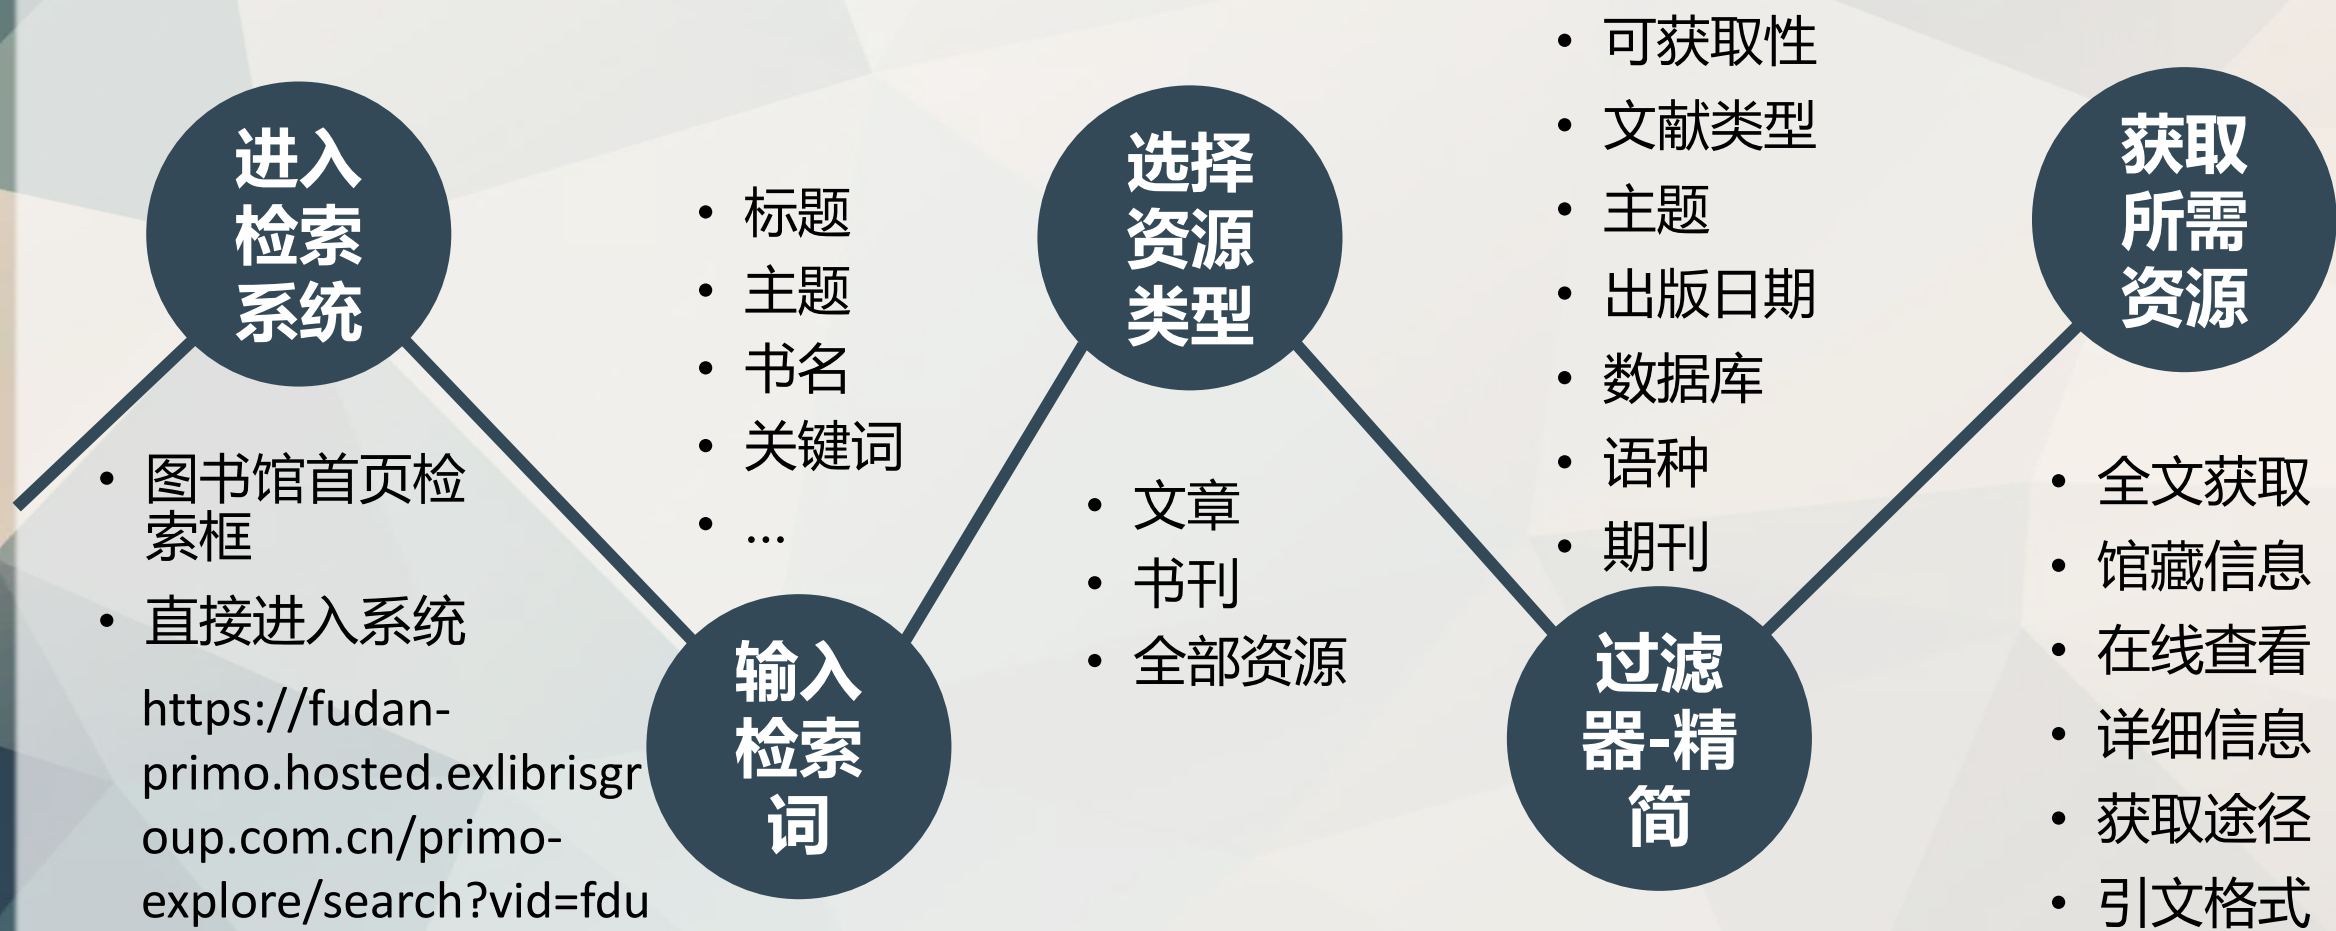 进入
检索
系统
• 图书馆首页检
索框
• 直接进入系统
https://fudan-
primo.hosted.exlibrisgr
oup.com.cn/primo-
explore/search?vid=fdu
• 标题
• 主题
• 书名
• 关键词
• ...
输入
检索
词
选择
资源
类型
• 文章
• 书刊
• 全部资源
• 可获取性
• 文献类型
• 主题
• 出版日期
• 数据库
• 语种
• 期刊
过滤
器-精
简
获取
所需
资源
• 全文获取
• 馆藏信息
• 在线查看
• 详细信息
• 获取途径
• 引文格式